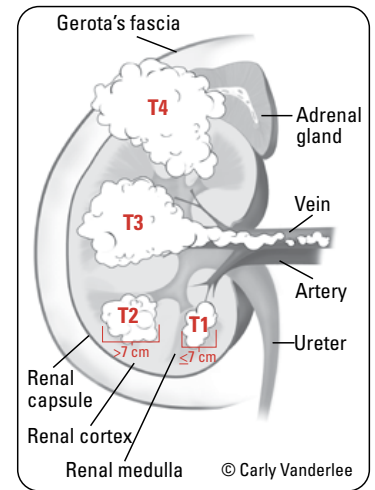 Gerota's fascia
T4
Adrenal
gland
Vein
T3
Artery
T2
T1
>7 cm
≤7 cm
Ureter
Renal
capsule
Renal cortex
Renal medulla
© Carly Vanderlee